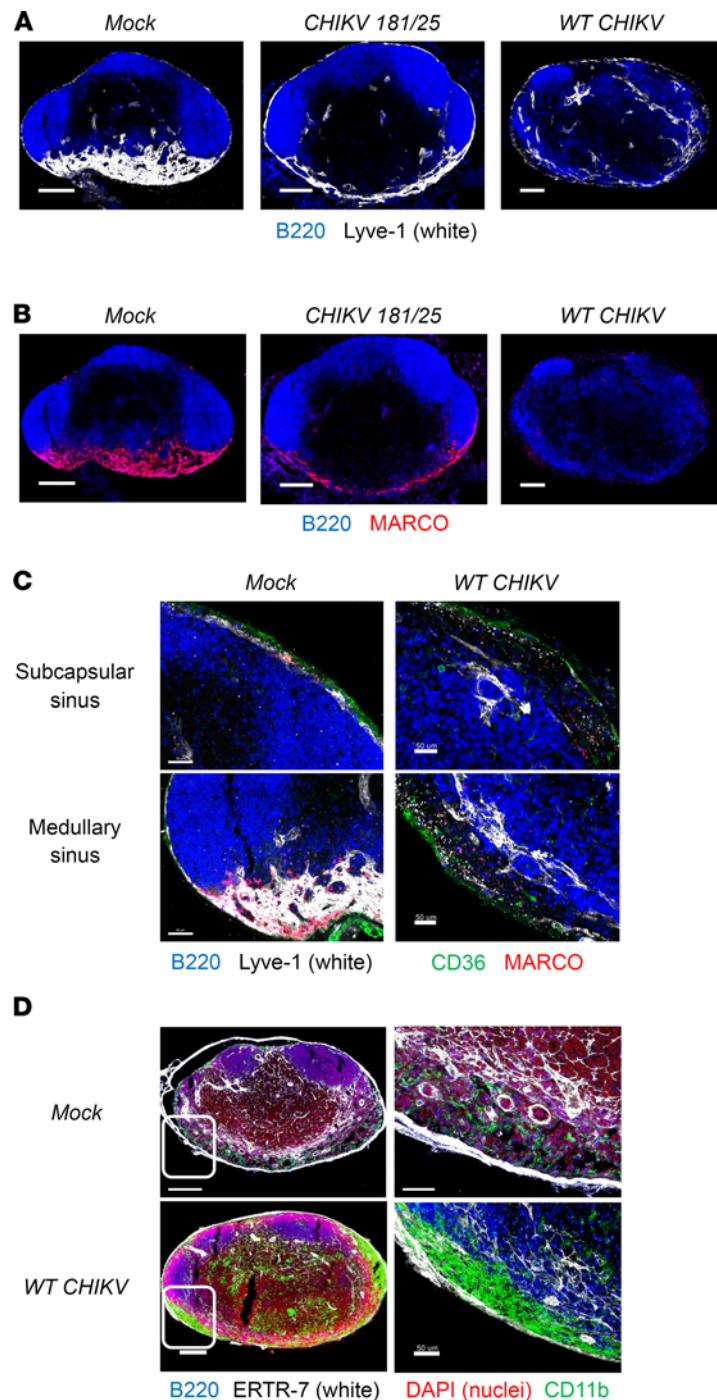 A
Mock CHIKV 181/25 WT CHIKV
B220 Lyve-1 (white)
B
Mock CHIKV 181/25 WT CHIKV
B220 MARCO
C
Mock WT CHIKV
Subcapsular
sinus
50 um
Medullary
sinus
50 um
B220 Lyve-1 (white) CD36 MARCO
D
Mock
WT CHIKV
50 um
B220 ERTR-7 (white) DAPI (nuclei) CD11b